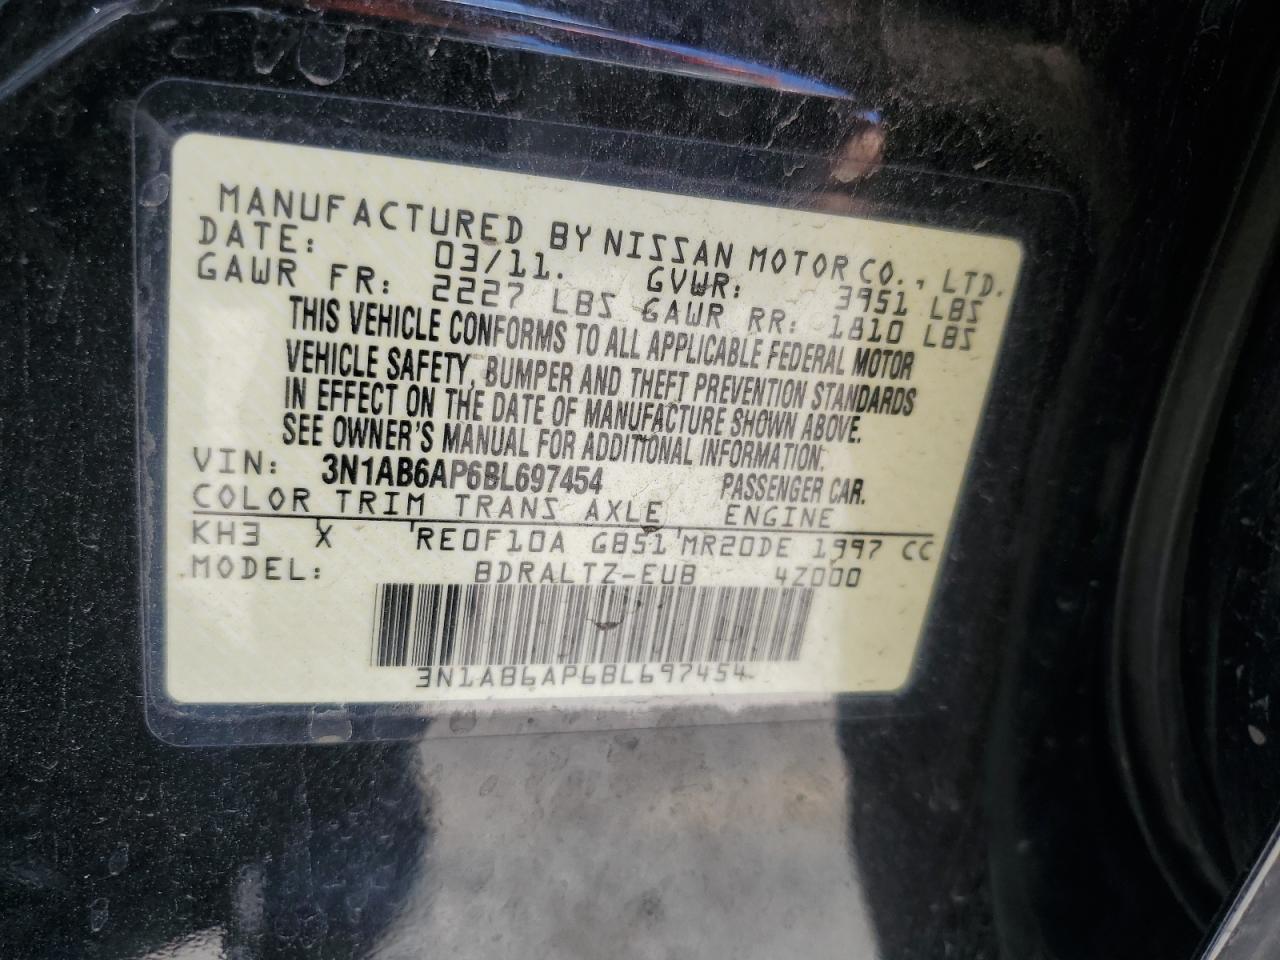 MANUFACTURED BY NISSAN MOTOR CO., LTD.
DATE: 03/11. GVWR: 3951 LBS
GAWR FR: 2227 LBS GAWR RR: 1810 LBS
THIS VEHICLE CONFORMS TO ALL APPLICABLE FEDERAL MOTOR
VEHICLE SAFETY, BUMPER AND THEFT PREVENTION STANDARDS
IN EFFECT ON THE DATE OF MANUFACTURE SHOWN ABOVE.
SEE OWNER'S MANUAL FOR ADDITIONAL INFORMATION.
VIN: 3N1AB6AP6BL697454 PASSENGER CAR.
COLOR TRIM TRANS AXLE ENGINE
KH3 X RE0F10A GB51 MR20DE 1997 CC
MODEL: BDRALTZ-EUB 4Z000
3N1AB6AP6BL697454